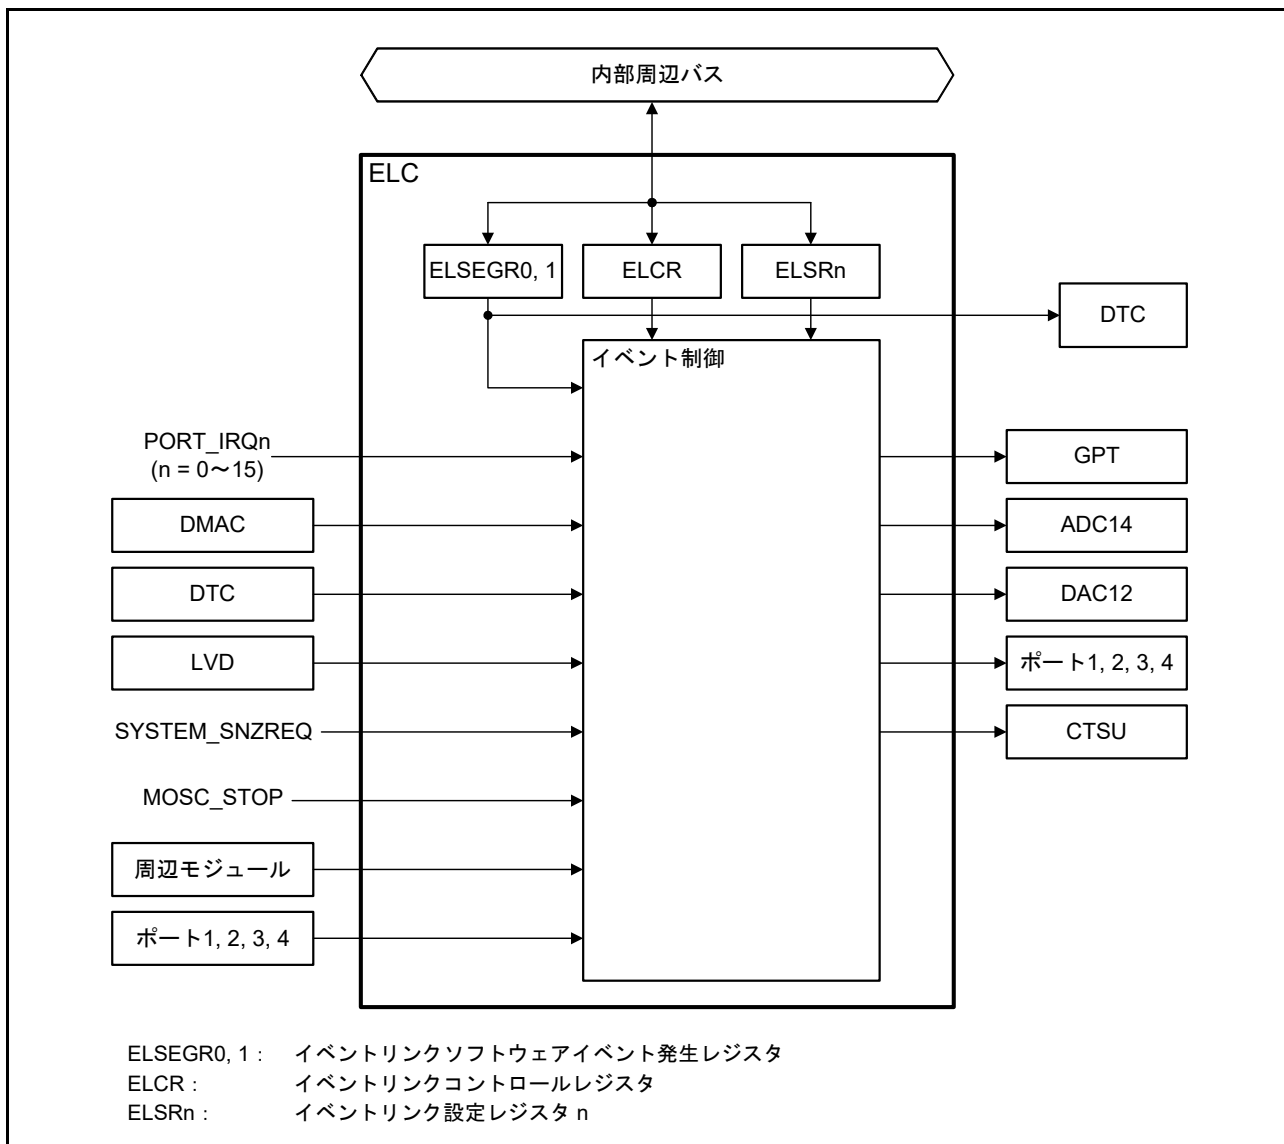 内部周辺バス
ELC
ELSEGR0, 1
ELCR
ELSRn
DTC
イベント制御
PORT_IRQn
(n = 0～15)
GPT
DMAC
ADC14
DTC
DAC12
LVD
ポート1, 2, 3, 4
SYSTEM_SNZREQ
CTSU
MOSC_STOP
周辺モジュール
ポート1, 2, 3, 4
ELSEGR0, 1 : イベントリンクソフトウェアイベント発生レジスタ
ELCR : イベントリンクコントロールレジスタ
ELSRn : イベントリンク設定レジスタ n